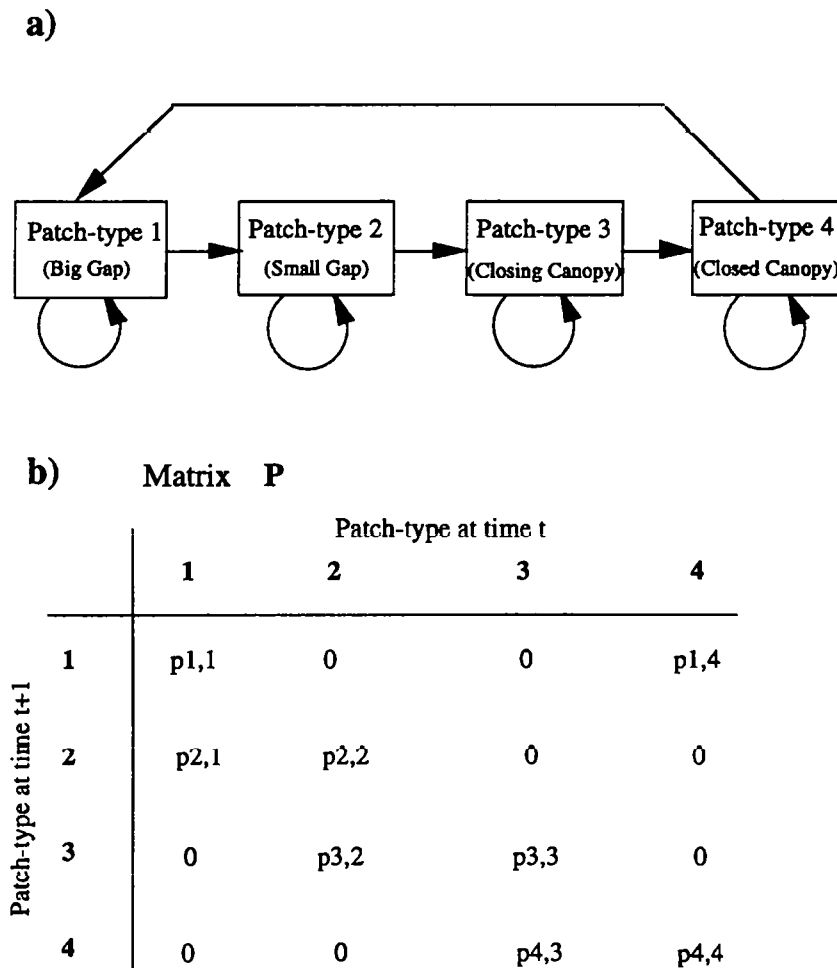 a)
Patch-type 1
(Big Gap)
Patch-type 2
(Small Gap)
Patch-type 3
(Closing Canopy)
Patch-type 4
(Closed Canopy)
b) Matrix P
Patch-type at time t
1 2 3 4
Patch-type at time t+1
1 p1,1 0 0 p1,4
2 p2,1 p2,2 0 0
3 0 p3,2 p3,3 0
4 0 0 p4,3 p4,4